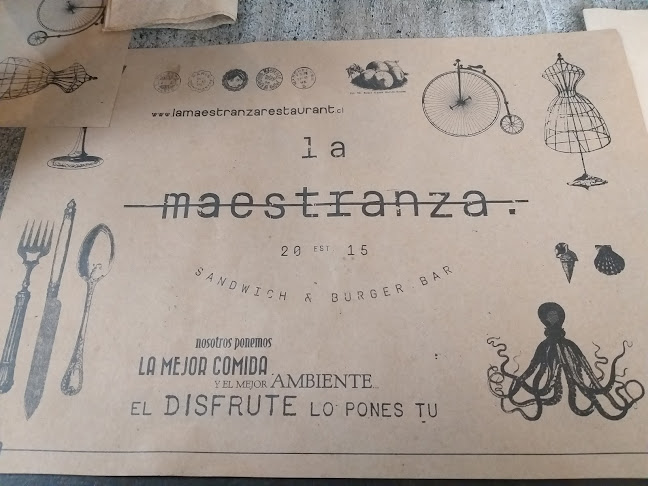 www.lamaestranzarestaurant.cl
la
maestranza.
20 EST 15
SANDWICH & BURGER BAR
nosotros ponemos
LA MEJOR COMIDA
Y EL MEJOR AMBIENTE...
EL DISFRUTE LO PONES TU